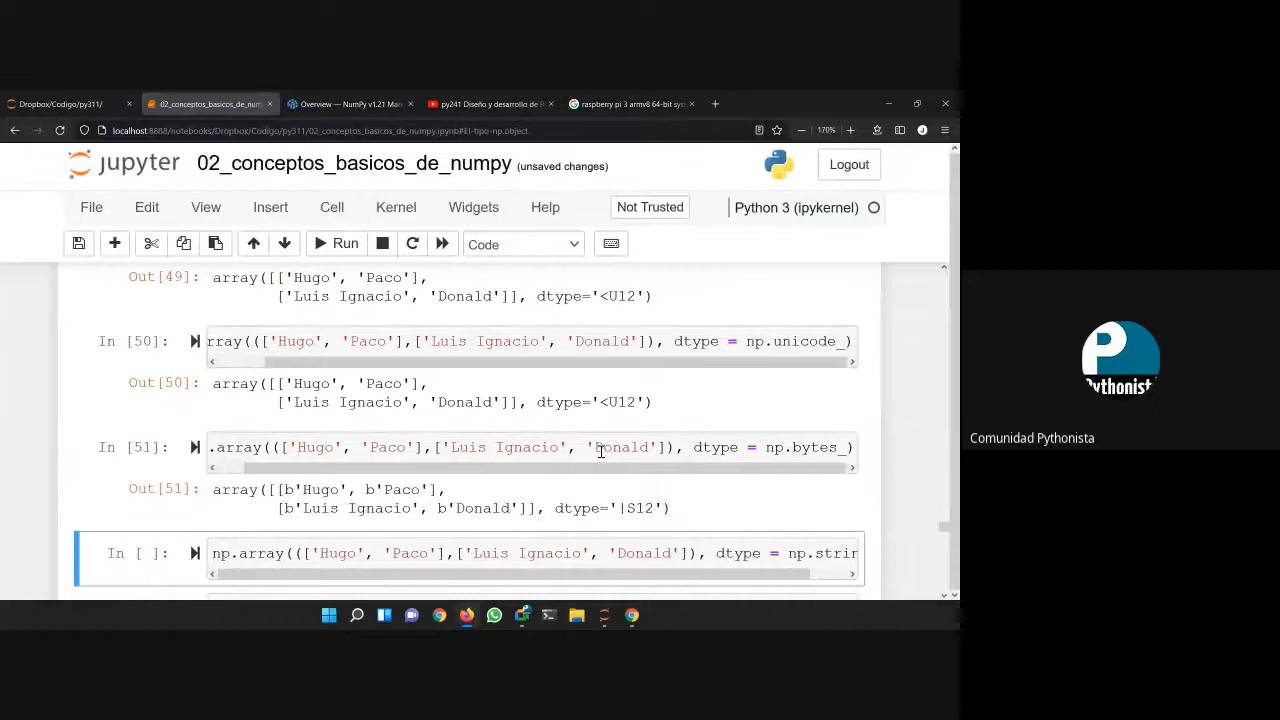 Dropbox/Codigo/py311/
02_conceptos_basicos_de_num
Overview — NumPy v1.21 Man
py241 Diseño y desarrollo de
raspberry pi 3 armv8 64-bit sys
localhost:8888/notebooks/Dropbox/Codigo/py311/02_conceptos_basicos_de_numpy.ipynb#El-tipo-np.object.
170%
jupyter 02_conceptos_basicos_de_numpy (unsaved changes)
Logout
File Edit View Insert Cell Kernel Widgets Help
Not Trusted
Python 3 (ipykernel)
Run
Code
Out[49]: array([['Hugo', 'Paco'],
['Luis Ignacio', 'Donald']], dtype='<U12')
In [50]: rray((['Hugo', 'Paco'],['Luis Ignacio', 'Donald']), dtype = np.unicode_)
Out[50]: array([['Hugo', 'Paco'],
['Luis Ignacio', 'Donald']], dtype='<U12')
In [51]: .array((['Hugo', 'Paco'],['Luis Ignacio', 'Donald']), dtype = np.bytes_)
Out[51]: array([[b'Hugo', b'Paco'],
[b'Luis Ignacio', b'Donald']], dtype='|S12')
In [ ]: np.array((['Hugo', 'Paco'],['Luis Ignacio', 'Donald']), dtype = np.strin
Pythonist
Comunidad Pythonista